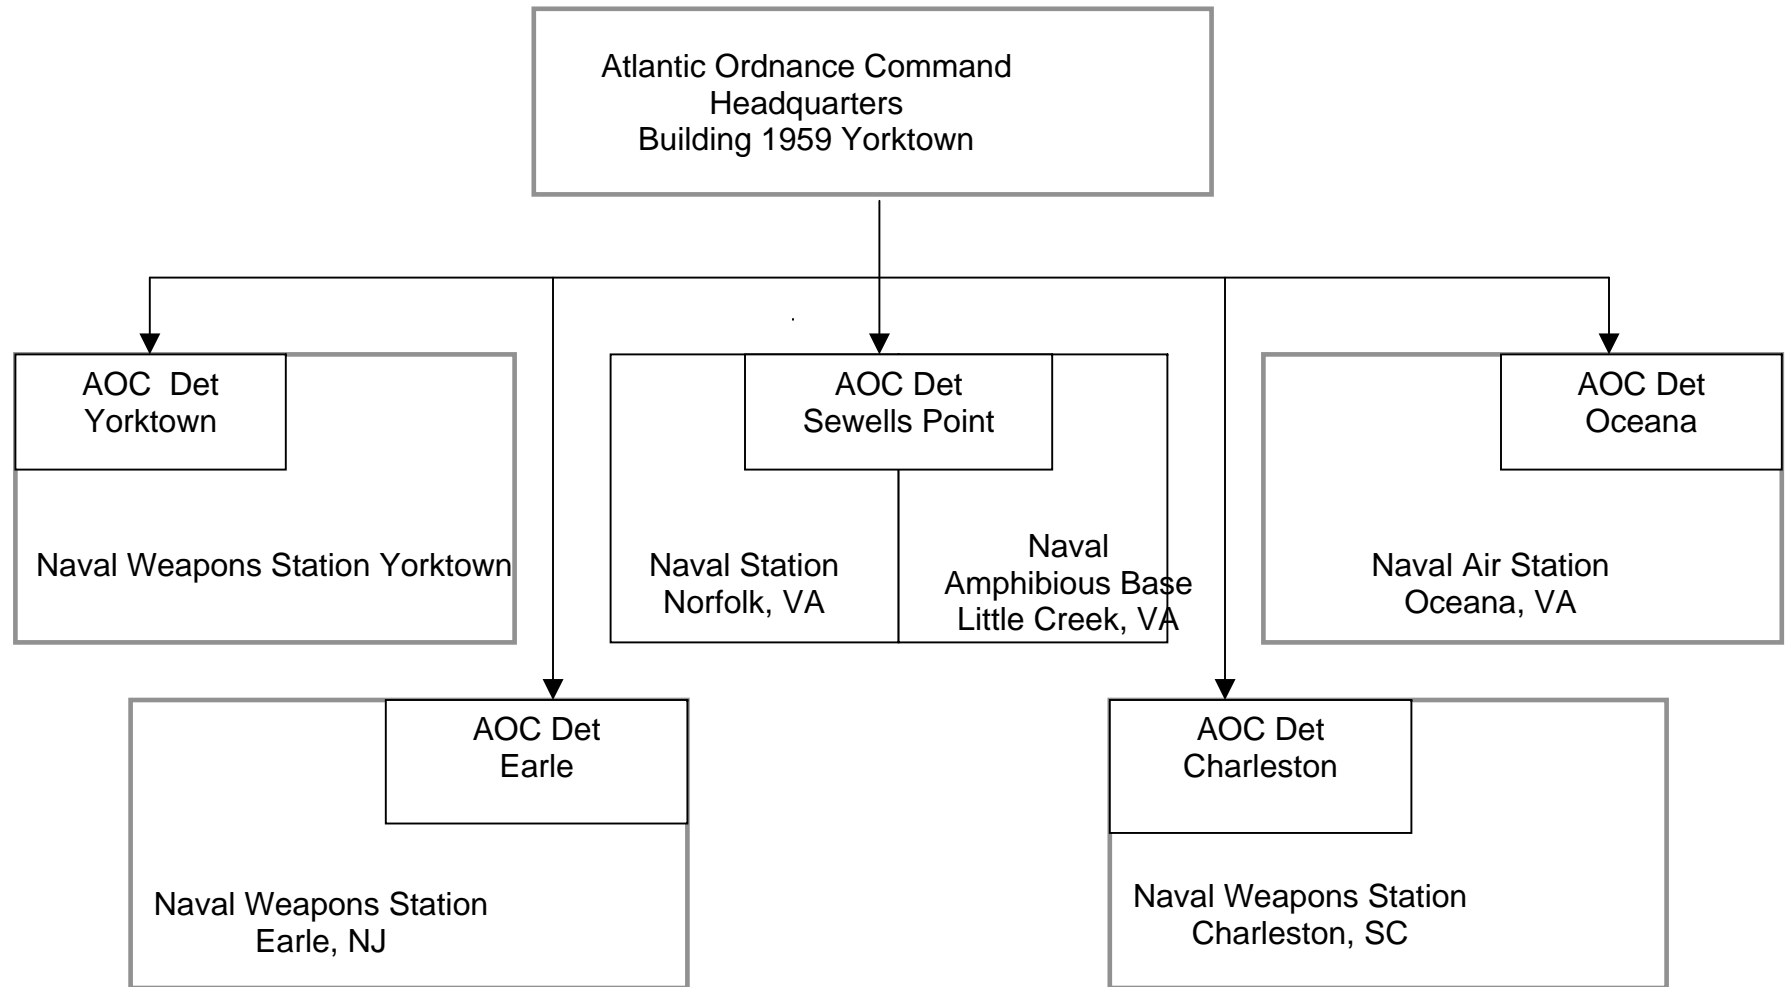 Atlantic Ordnance Command
Headquarters
Building 1959 Yorktown
AOC Det
Yorktown
Naval Weapons Station Yorktown
AOC Det
Sewells Point
Naval Station
Norfolk, VA
Naval
Amphibious Base
Little Creek, VA
AOC Det
Oceana
Naval Air Station
Oceana, VA
AOC Det
Earle
Naval Weapons Station
Earle, NJ
AOC Det
Charleston
Naval Weapons Station
Charleston, SC